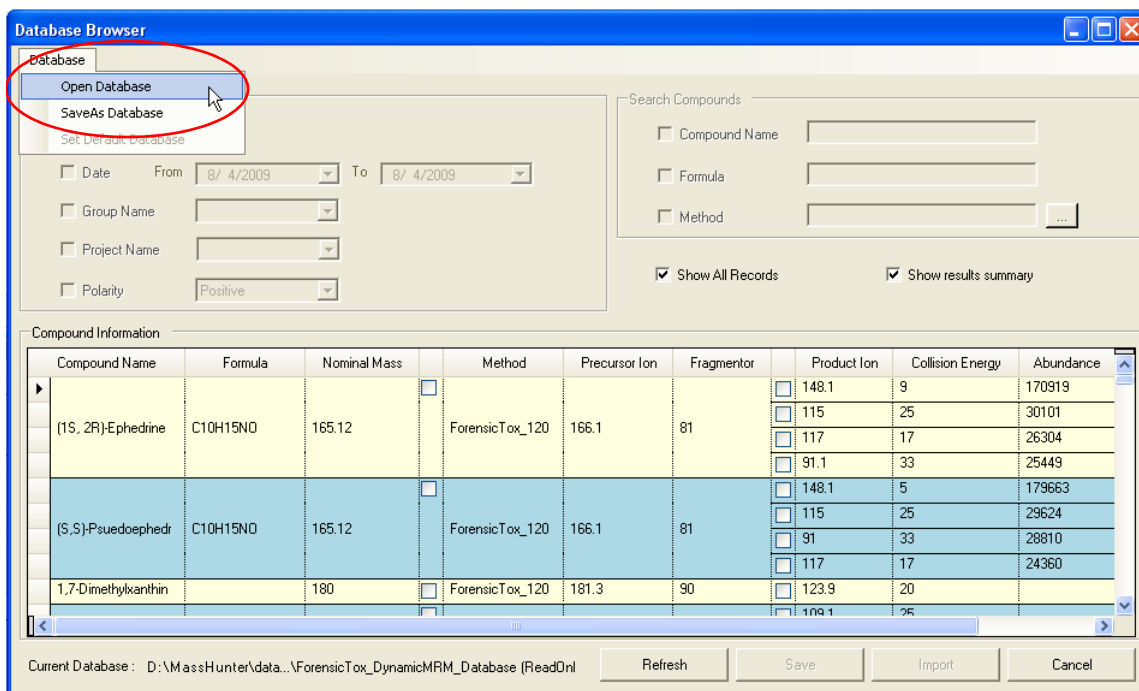 Database Browser
Database
Open Database
SaveAs Database
Set Default Database
Date From 8/ 4/2009 To 8/ 4/2009
Group Name
Project Name
Polarity Positive
Search Compounds
Compound Name
Formula
Method ...
Show All Records Show results summary
Compound Information
Compound Name Formula Nominal Mass Method Precursor Ion Fragmentor Product Ion Collision Energy Abundance
(1S, 2R)-Ephedrine C10H15NO 165.12 ForensicTox_120 166.1 81 148.1 9 170919
115 25 30101
117 17 26304
91.1 33 25449
(S,S)-Psuedoephedr C10H15NO 165.12 ForensicTox_120 166.1 81 148.1 5 179663
115 25 29624
91 33 28810
117 17 24360
1,7-Dimethylxanthin 180 ForensicTox_120 181.3 90 123.9 20
109.1 25
Current Database : D:\MassHunter\data...\ForensicTox_DynamicMRM_Database (ReadOnl Refresh Save Import Cancel